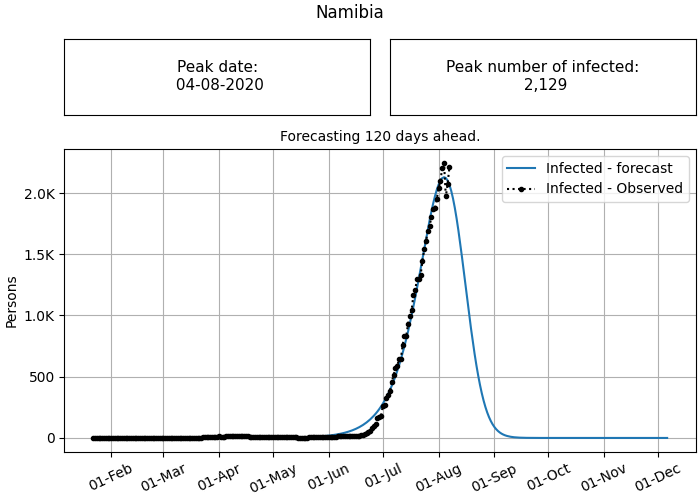 Namibia
Peak date:
04-08-2020
Peak number of infected:
2,129
Forecasting 120 days ahead.
Infected - forecast
Infected - Observed
2.0K
1.5K
1.0K
500
0
Persons
01-Feb
01-Mar
01-Apr
01-May
01-Jun
01-Jul
01-Aug
01-Sep
01-Oct
01-Nov
01-Dec